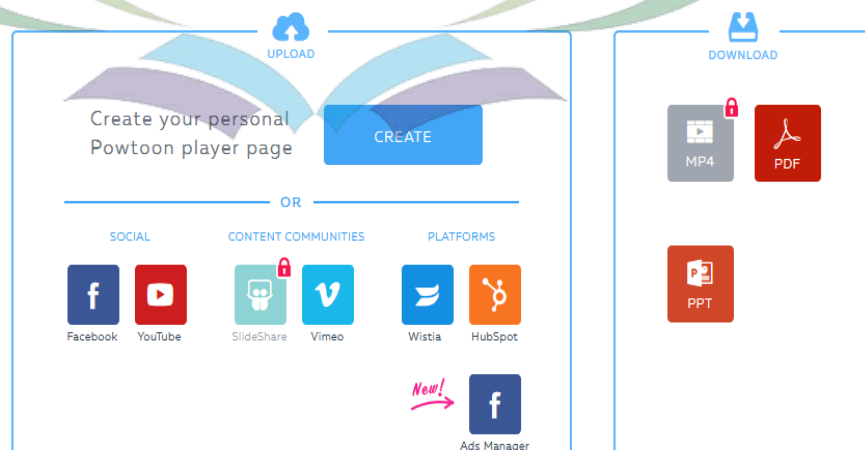 UPLOAD
Create your personal
Powtoon player page
CREATE
OR
SOCIAL
CONTENT COMMUNITIES
PLATFORMS
Facebook
YouTube
SlideShare
Vimeo
Wistia
HubSpot
New!
Ads Manager
DOWNLOAD
MP4
PDF
PPT